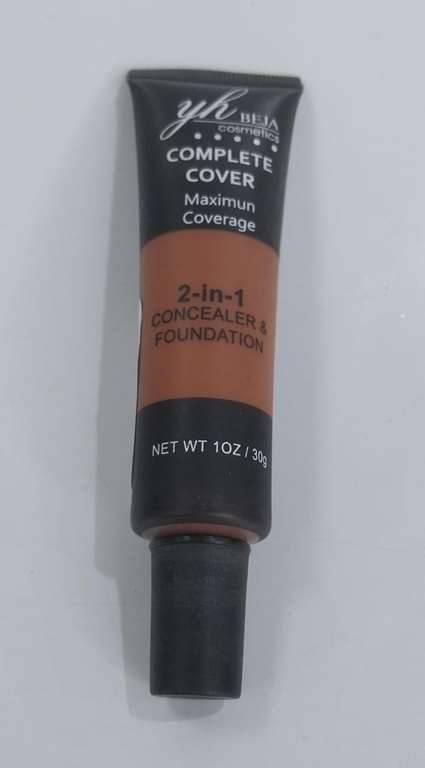 yh BEJA
cosmetics
COMPLETE
COVER
Maximun
Coverage
2-in-1
CONCEALER &
FOUNDATION
NET WT 1OZ / 30g